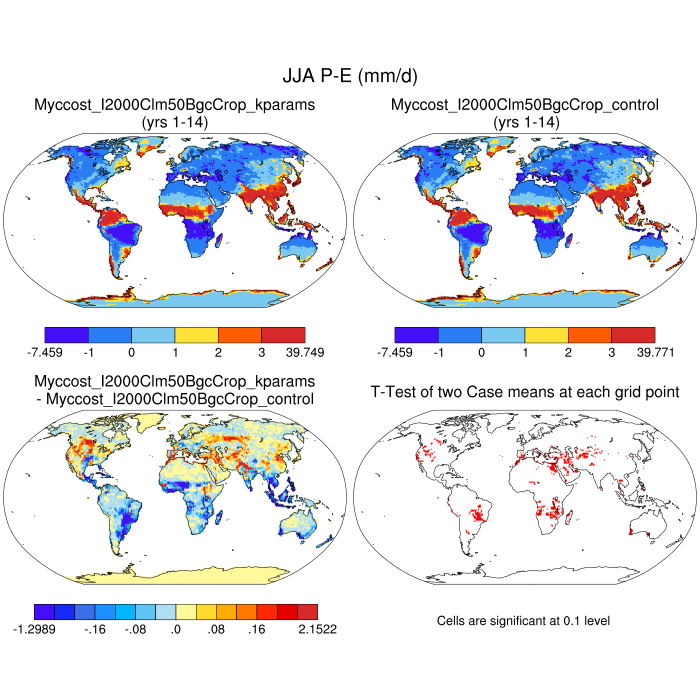 JJA P-E (mm/d)
Myccost_I2000Clm50BgcCrop_kparams
(yrs 1-14)
Myccost_I2000Clm50BgcCrop_control
(yrs 1-14)
-7.459 -1 0 1 2 3 39.749
-7.459 -1 0 1 2 3 39.771
Myccost_I2000Clm50BgcCrop_kparams
- Myccost_I2000Clm50BgcCrop_control
T-Test of two Case means at each grid point
-1.2989 -.16 -.08 .0 .08 .16 2.1522
Cells are significant at 0.1 level